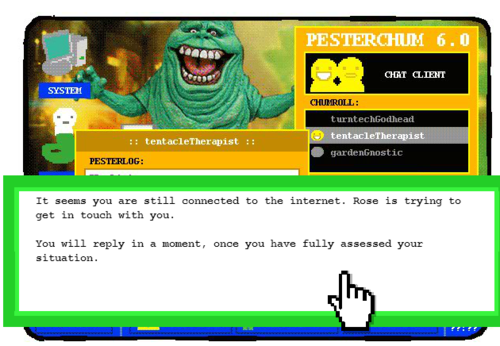 PESTERCHUM 6.0
CHAT CLIENT
SYSTEM
CHUMROLL:
turntechGodhead
tentacleTherapist
gardenGnostic
:: tentacleTherapist ::
PESTERLOG:
It seems you are still connected to the internet. Rose is trying to
get in touch with you.
You will reply in a moment, once you have fully assessed your
situation.
??:??